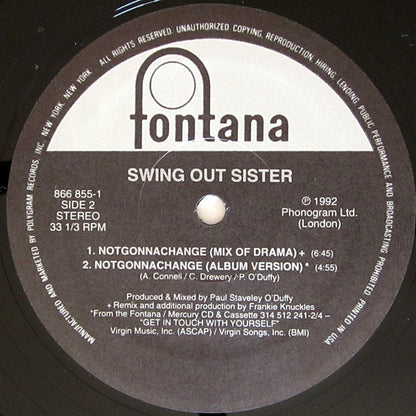 MANUFACTURED AND MARKETED BY POLYGRAM RECORDS, INC., NEW YORK, NEW YORK. ALL RIGHTS RESERVED. UNAUTHORIZED COPYING, REPRODUCTION, HIRING, LENDING, PUBLIC PERFORMANCE AND BROADCASTING PROHIBITED. PRINTED IN USA
fontana
SWING OUT SISTER
866 855-1
SIDE 2
STEREO
33 1/3 RPM
℗ 1992
Phonogram Ltd.
(London)
1. NOTGONNACHANGE (MIX OF DRAMA) + (6:45)
2. NOTGONNACHANGE (ALBUM VERSION) * (4:55)
(A. Connell / C. Drewery / P. O'Duffy)
Produced & Mixed by Paul Staveley O'Duffy
+ Remix and additional production by Frankie Knuckles
*From the Fontana / Mercury CD & Cassette 314 512 241-2/4–
"GET IN TOUCH WITH YOURSELF"
Virgin Music, Inc. (ASCAP) / Virgin Songs, Inc. (BMI)